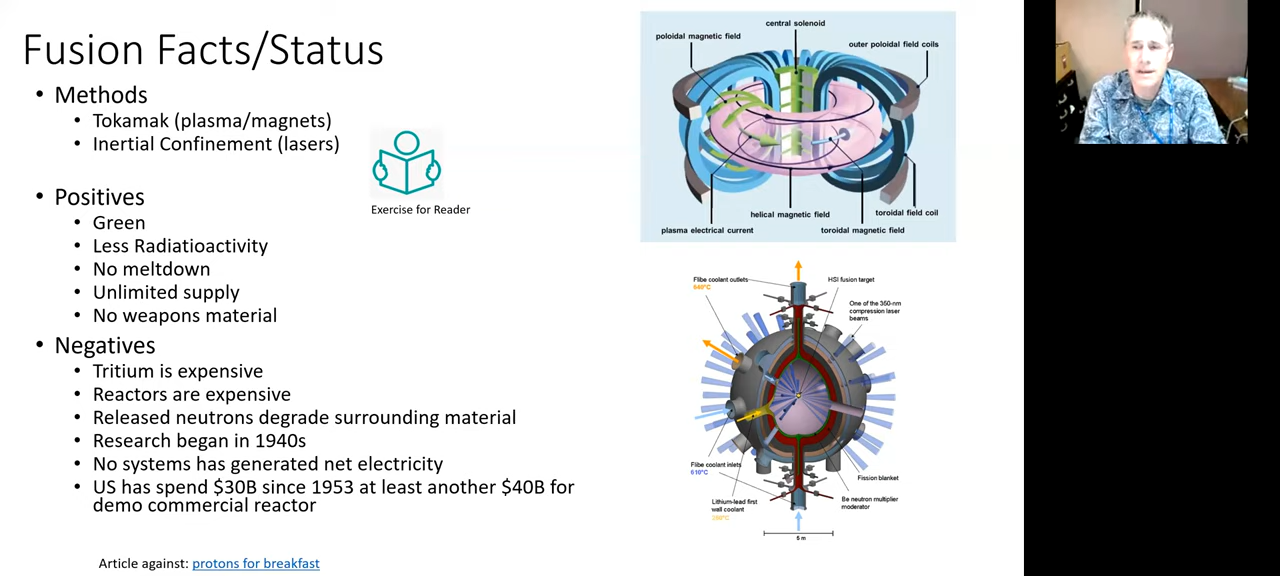 Fusion Facts/Status
• Methods
• Tokamak (plasma/magnets)
• Inertial Confinement (lasers)
Exercise for Reader
• Positives
• Green
• Less Radiatioactivity
• No meltdown
• Unlimited supply
• No weapons material
• Negatives
• Tritium is expensive
• Reactors are expensive
• Released neutrons degrade surrounding material
• Research began in 1940s
• No systems has generated net electricity
• US has spend $30B since 1953 at least another $40B for
demo commercial reactor
Article against: protons for breakfast
central solenoid
poloidal magnetic field
outer poloidal field coils
helical magnetic field
toroidal field coil
plasma electrical current
toroidal magnetic field
Flibe coolant outlets
640°C
HSI fusion target
One of the 350-nm
compression laser
beams
Flibe coolant inlets
610°C
Fission blanket
Lithium-lead first
wall coolant
Be neutron multiplier
moderator
5 m